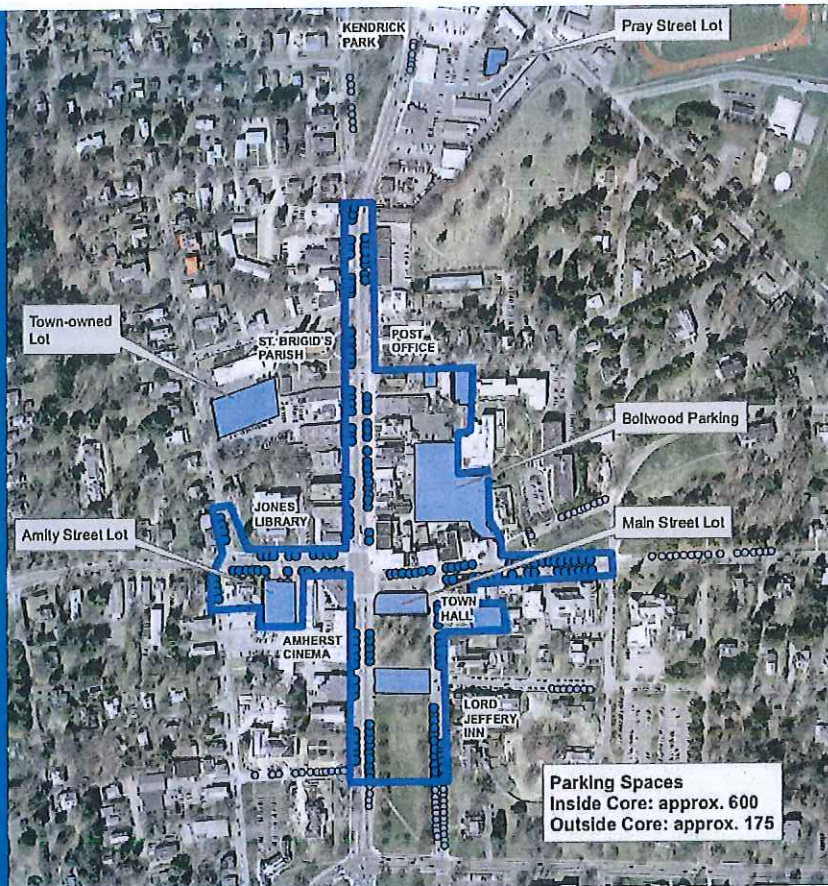 KENDRICK
PARK
Pray Street Lot
Town-owned
Lot
ST. BRIGID'S
PARISH
POST
OFFICE
Boltwood Parking
JONES
LIBRARY
Main Street Lot
Amity Street Lot
TOWN
HALL
AMHERST
CINEMA
LORD
JEFFERY
INN
Parking Spaces
Inside Core: approx. 600
Outside Core: approx. 175